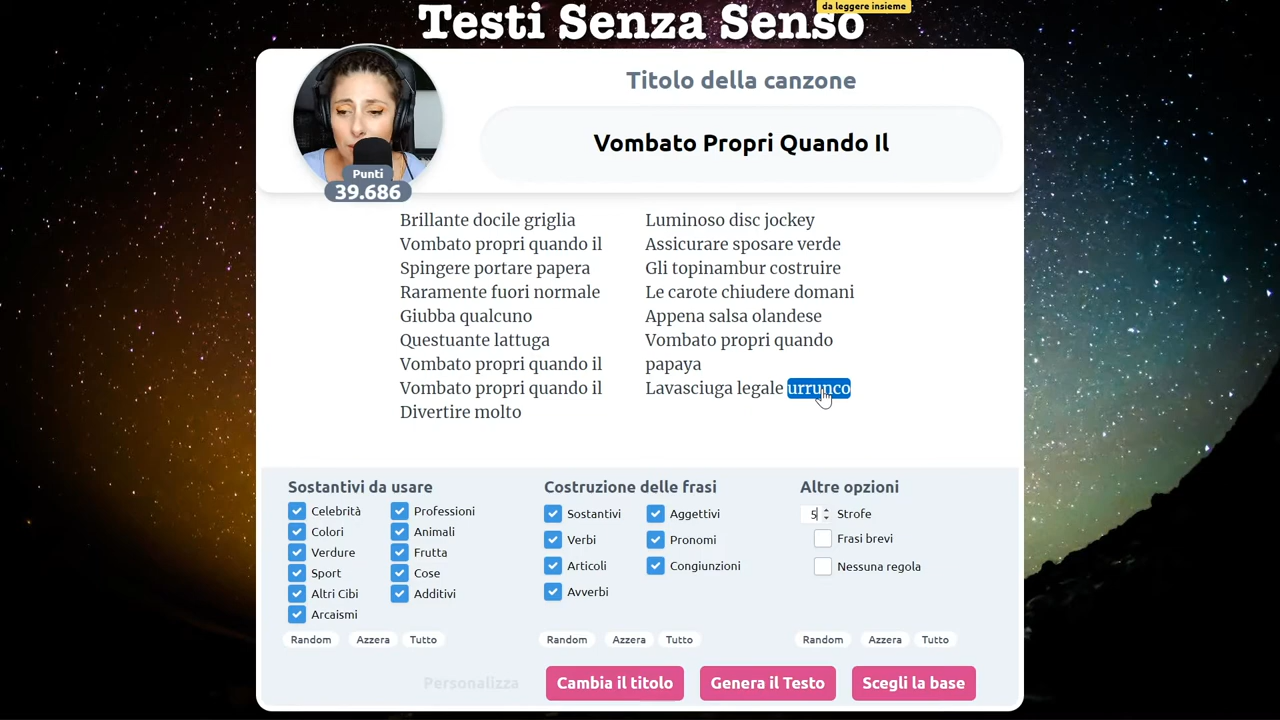 da leggere insieme
Testi Senza Senso
Titolo della canzone
Vombato Propri Quando Il
Punti
39.686
Brillante docile griglia
Vombato propri quando il
Spingere portare papera
Raramente fuori normale
Giubba qualcuno
Questuante lattuga
Vombato propri quando il
Vombato propri quando il
Divertire molto
Luminoso disc jockey
Assicurare sposare verde
Gli topinambur costruire
Le carote chiudere domani
Appena salsa olandese
Vombato propri quando
papaya
Lavasciuga legale urrunco
Sostantivi da usare
Celebrità
Professioni
Colori
Animali
Verdure
Frutta
Sport
Cose
Altri Cibi
Additivi
Arcaismi
Random Azzera Tutto
Costruzione delle frasi
Sostantivi
Aggettivi
Verbi
Pronomi
Articoli
Congiunzioni
Avverbi
Random Azzera Tutto
Altre opzioni
5 Strofe
Frasi brevi
Nessuna regola
Random Azzera Tutto
Personalizza
Cambia il titolo
Genera il Testo
Scegli la base